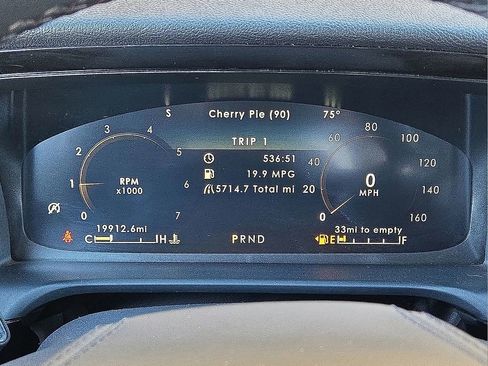 S Cherry Pie (90) 75°
TRIP 1
536:51
19.9 MPG
5714.7 Total mi
0 1 2 3 4 5 6 7
RPM
x1000
0 20 40 60 80 100 120 140 160
0
MPH
19912.6mi
C H
PRND
33mi to empty
E F